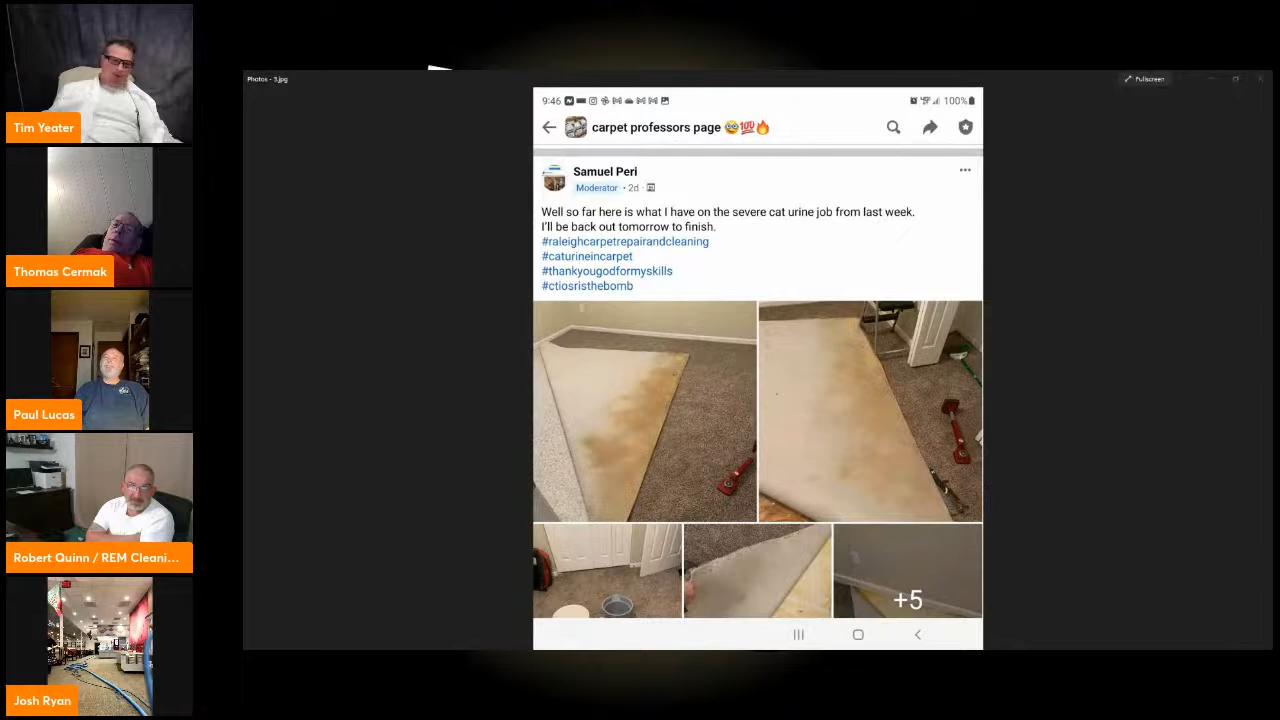 Tim Yeater
Thomas Cermak
Paul Lucas
Robert Quinn / REM Cleani...
Josh Ryan
Photos - 3.jpg
Fullscreen
9:46
100%
carpet professors page 🤓💯🔥
Samuel Peri
Moderator • 2d •
Well so far here is what I have on the severe cat urine job from last week.
I'll be back out tomorrow to finish.
#raleighcarpetrepairandcleaning
#caturineincarpet
#thankyougodformyskills
#ctiosristhebomb
+5